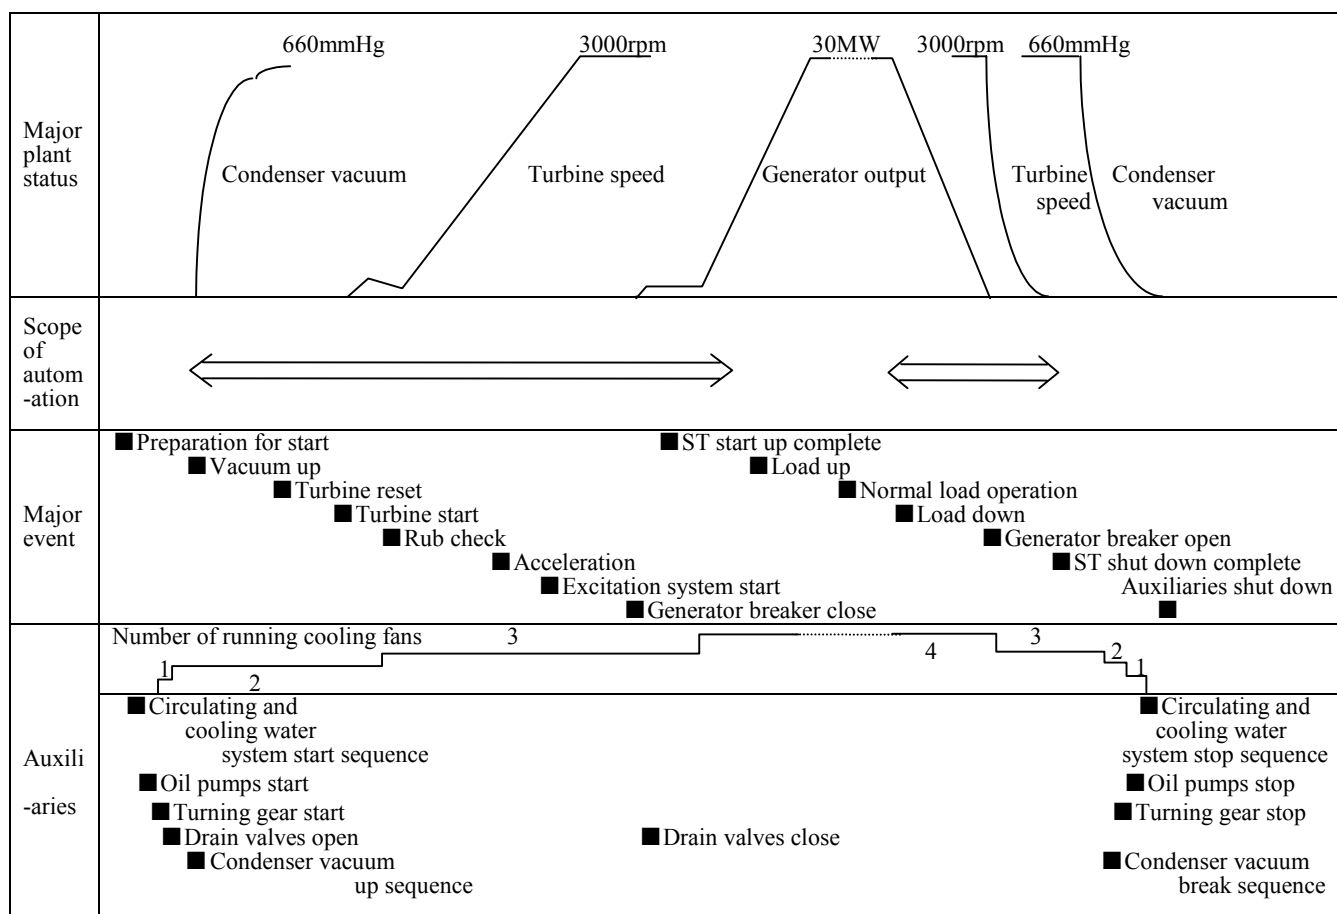 660mmHg 3000rpm 30MW 3000rpm 660mmHg
Major
plant
status
Condenser vacuum
Turbine speed
Generator output
Turbine
speed
Condenser
vacuum
Scope
of
autom
-ation
Major
event
Preparation for start
Vacuum up
Turbine reset
Turbine start
Rub check
Acceleration
Excitation system start
Generator breaker close
ST start up complete
Load up
Normal load operation
Load down
Generator breaker open
ST shut down complete
Auxiliaries shut down
Auxili
-aries
Number of running cooling fans
1 2 3 4 3 2 1
Circulating and
cooling water
system start sequence
Oil pumps start
Turning gear start
Drain valves open
Condenser vacuum
up sequence
Drain valves close
Circulating and
cooling water
system stop sequence
Oil pumps stop
Turning gear stop
Condenser vacuum
break sequence